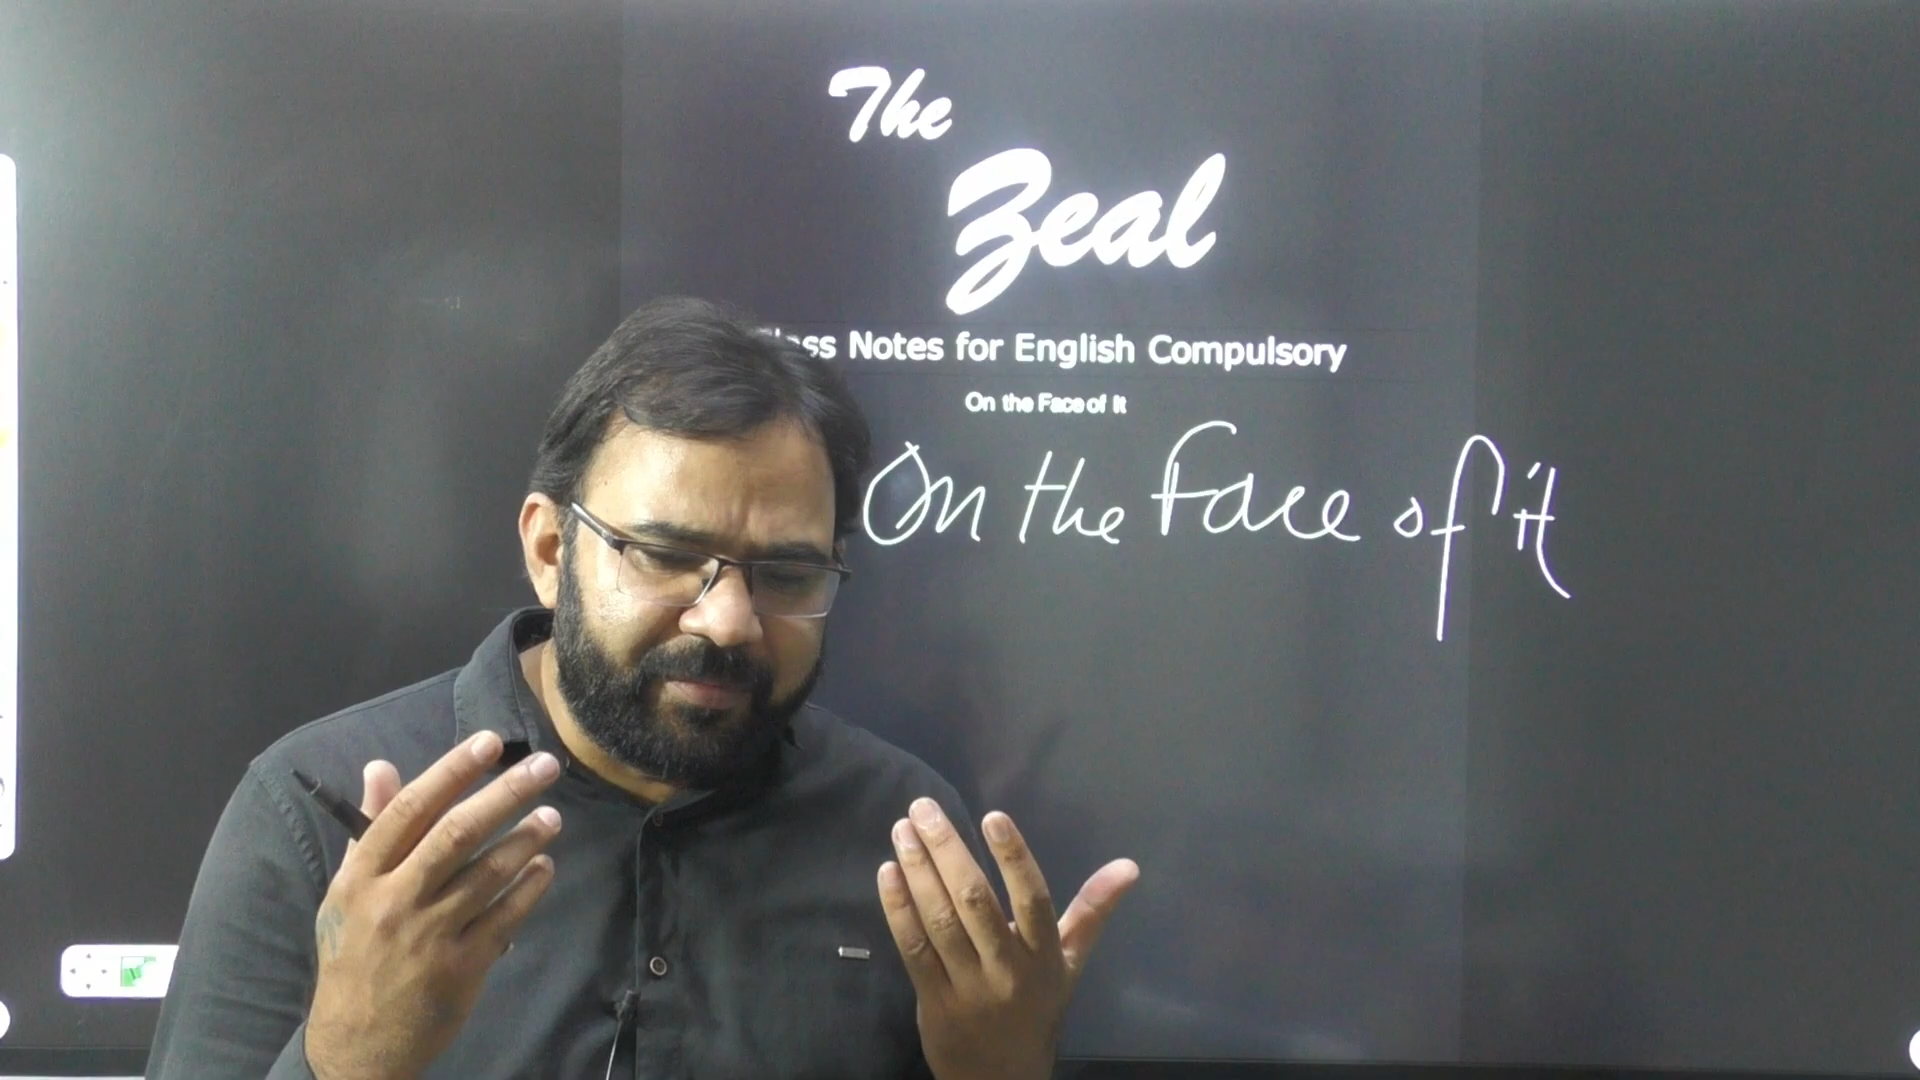 The
Zeal
Notes for English Compulsory
On the Face of It
On the Face of it